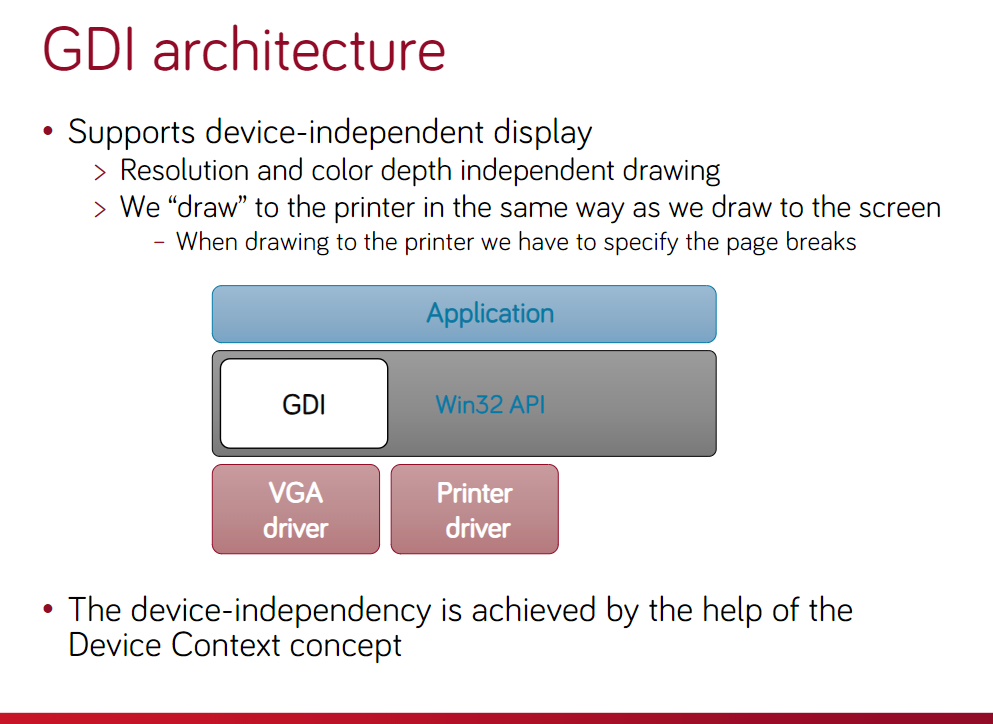 GDI architecture
• Supports device-independent display
> Resolution and color depth independent drawing
> We “draw” to the printer in the same way as we draw to the screen
– When drawing to the printer we have to specify the page breaks
Application
GDI
Win32 API
VGA
driver
Printer
driver
• The device-independency is achieved by the help of the
Device Context concept